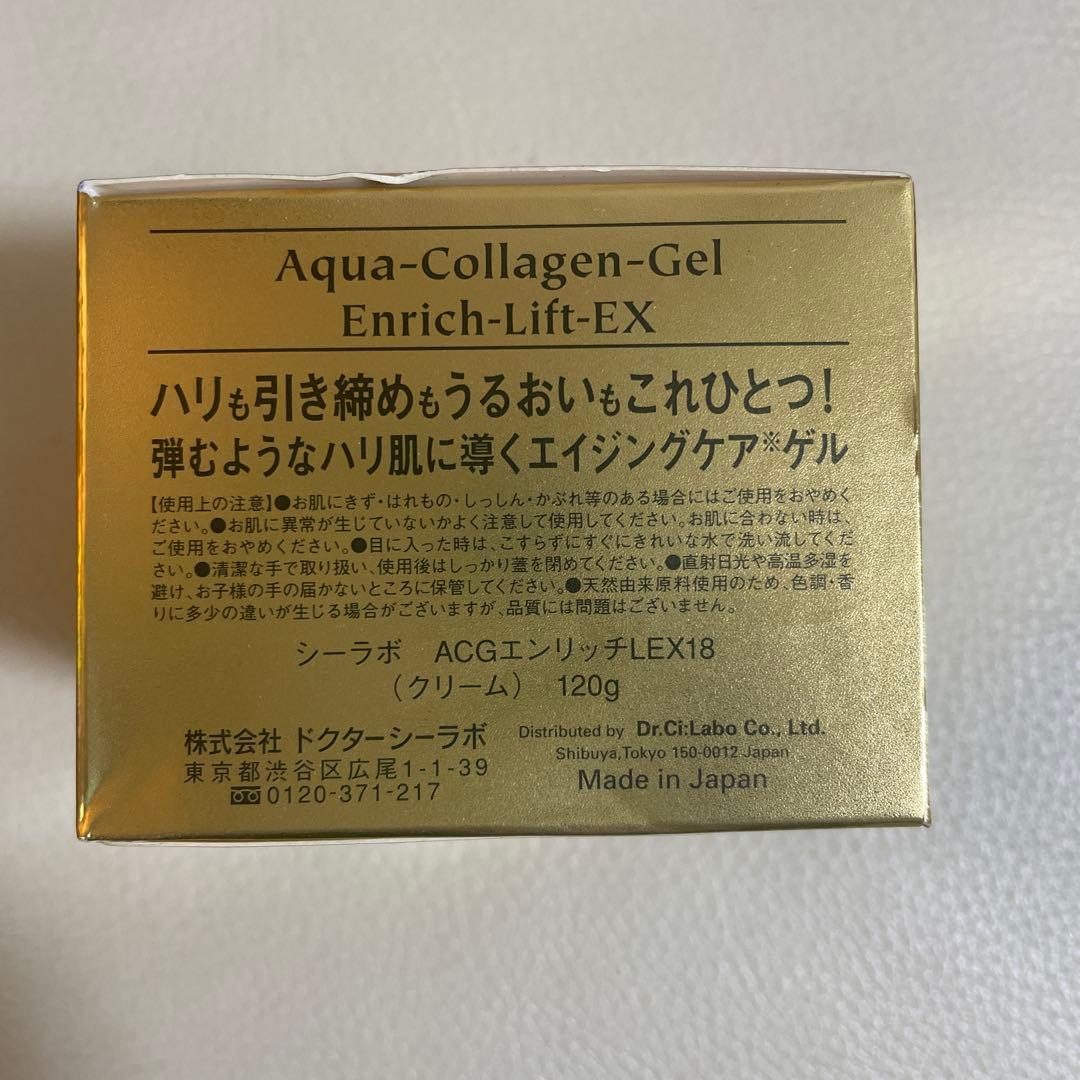 Aqua-Collagen-Gel
Enrich-Lift-EX
ハリも引き締めもうるおいもこれひとつ!
弾むようなハリ肌に導くエイジングケア※ゲル
【使用上の注意】●お肌にきず・はれもの・しっしん・かぶれ等のある場合にはご使用をおやめく
ださい。●お肌に異常が生じていないかよく注意して使用してください。お肌に合わない時は、
ご使用をおやめください。●目に入った時は、こすらずにすぐにきれいな水で洗い流してくだ
さい。●清潔な手で取り扱い、使用後はしっかり蓋を閉めてください。●直射日光や高温多湿を
避け、お子様の手の届かないところに保管してください。●天然由来原料使用のため、色調・香
りに多少の違いが生じる場合がございますが、品質には問題はございません。
シーラボ ACGエンリッチLEX18
(クリーム) 120g
株式会社 ドクターシーラボ
東京都渋谷区広尾1-1-39
0120-371-217
Distributed by Dr.Ci:Labo Co., Ltd.
Shibuya,Tokyo 150-0012 Japan
Made in Japan